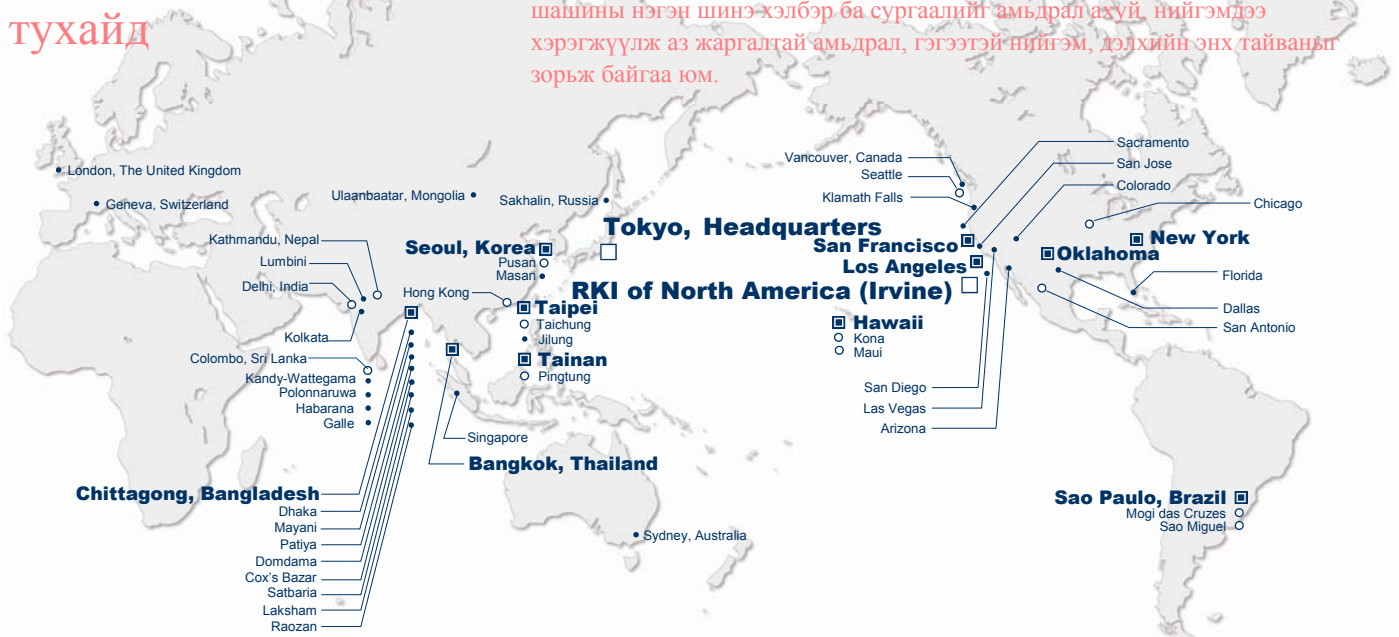 тухайд
шашины нэгэн шинэ хэлбэр ба сургаалийг амьдрал ахуй, нийгэмдээ
хэрэгжүүлж аз жаргалтай амьдрал, гэгээтэй нийгэм, дэлхийн энх тайваныг
зорьж байгаа юм.
London, The United Kingdom
Geneva, Switzerland
Ulaanbaatar, Mongolia
Sakhalin, Russia
Tokyo, Headquarters
Kathmandu, Nepal
Lumbini
Delhi, India
Kolkata
Seoul, Korea
Pusan
Masan
Hong Kong
Taipei
Taichung
Jilung
Tainan
Pingtung
Colombo, Sri Lanka
Kandy-Wattegama
Polonnaruwa
Habarana
Galle
Singapore
Bangkok, Thailand
Chittagong, Bangladesh
Dhaka
Mayani
Patiya
Domdama
Cox's Bazar
Satbaria
Laksham
Raozan
Sydney, Australia
Vancouver, Canada
Seattle
Klamath Falls
San Francisco
Los Angeles
RKI of North America (Irvine)
Hawaii
Kona
Maui
San Diego
Las Vegas
Arizona
Sacramento
San Jose
Colorado
Chicago
New York
Oklahoma
Florida
Dallas
San Antonio
Sao Paulo, Brazil
Mogi das Cruzes
Sao Miguel